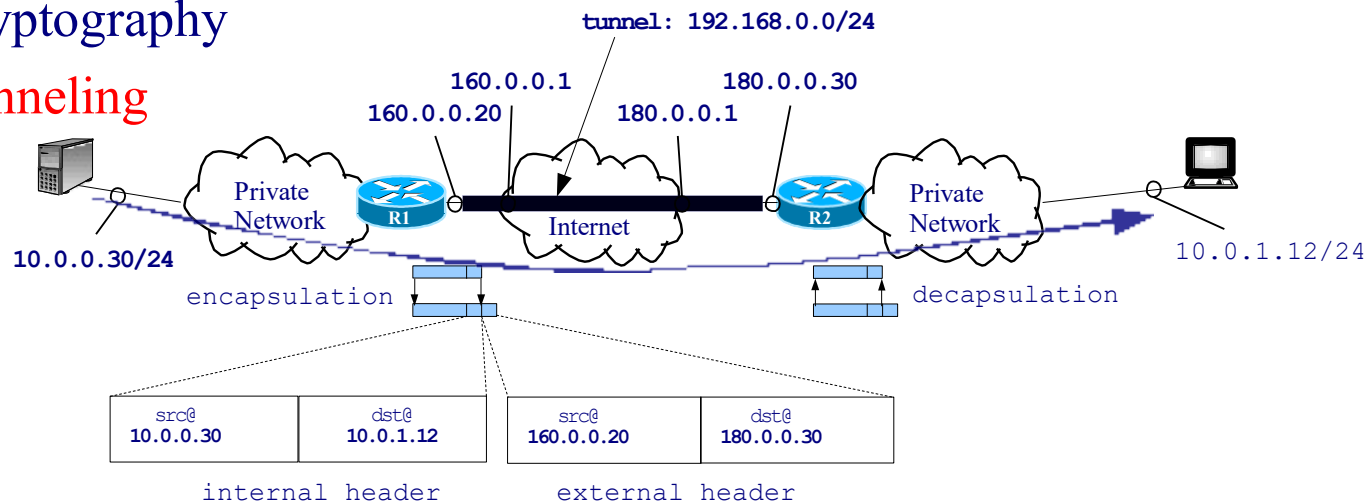 yptography
nneling
tunnel: 192.168.0.0/24
160.0.0.1
180.0.0.30
160.0.0.20
180.0.0.1
Private
Network
R1
Internet
R2
Private
Network
10.0.0.30/24
10.0.1.12/24
encapsulation
decapsulation
src@
10.0.0.30
dst@
10.0.1.12
src@
160.0.0.20
dst@
180.0.0.30
internal header
external header